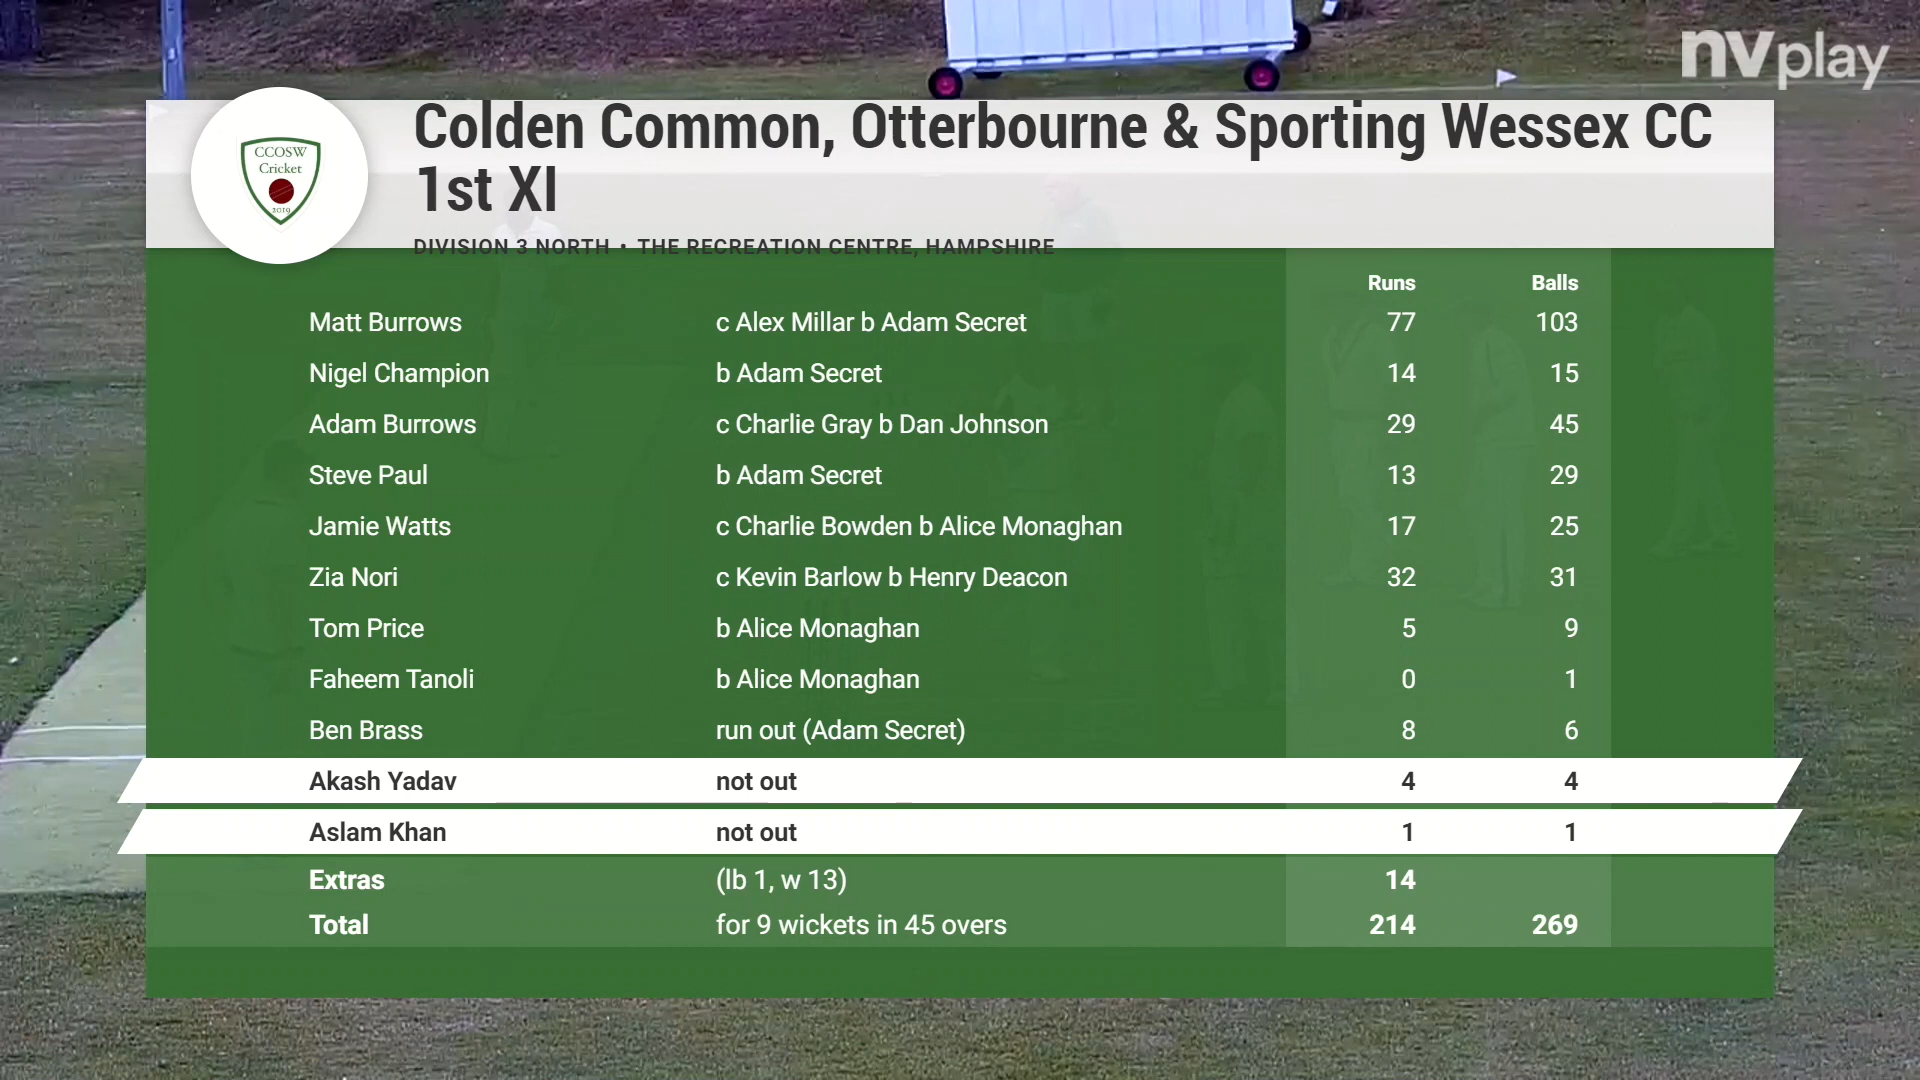 nvplay
CCOSW
Cricket
2019
Colden Common, Otterbourne & Sporting Wessex CC
1st XI
DIVISION 3 NORTH • THE RECREATION CENTRE, HAMPSHIRE
Runs Balls
Matt Burrows c Alex Millar b Adam Secret 77 103
Nigel Champion b Adam Secret 14 15
Adam Burrows c Charlie Gray b Dan Johnson 29 45
Steve Paul b Adam Secret 13 29
Jamie Watts c Charlie Bowden b Alice Monaghan 17 25
Zia Nori c Kevin Barlow b Henry Deacon 32 31
Tom Price b Alice Monaghan 5 9
Faheem Tanoli b Alice Monaghan 0 1
Ben Brass run out (Adam Secret) 8 6
Akash Yadav not out 4 4
Aslam Khan not out 1 1
Extras (lb 1, w 13) 14
Total for 9 wickets in 45 overs 214 269